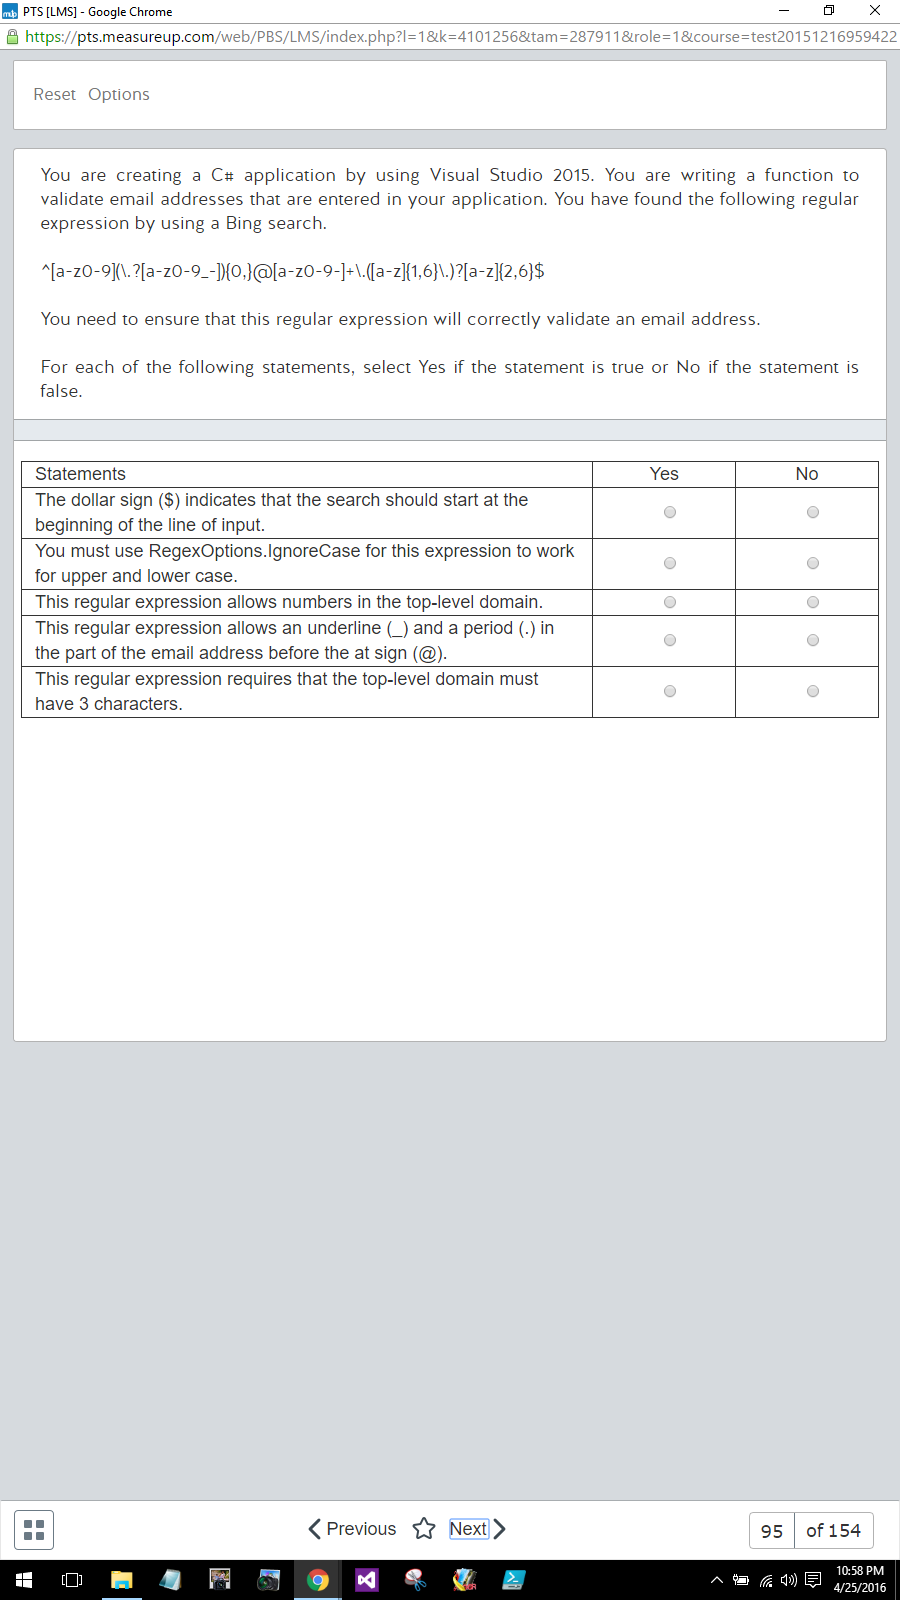 mup PTS [LMS] - Google Chrome
https://pts.measureup.com/web/PBS/LMS/index.php?l=1&k=4101256&tam=287911&role=1&course=test20151216959422
Reset Options
You are creating a C# application by using Visual Studio 2015. You are writing a function to
validate email addresses that are entered in your application. You have found the following regular
expression by using a Bing search.
^[a-z0-9](\.?[a-z0-9_-]){0,}@[a-z0-9-]+\.([a-z]{1,6}\.)?[a-z]{2,6}$
You need to ensure that this regular expression will correctly validate an email address.
For each of the following statements, select Yes if the statement is true or No if the statement is
false.
Statements Yes No
The dollar sign ($) indicates that the search should start at the
beginning of the line of input.
You must use RegexOptions.IgnoreCase for this expression to work
for upper and lower case.
This regular expression allows numbers in the top-level domain.
This regular expression allows an underline (_) and a period (.) in
the part of the email address before the at sign (@).
This regular expression requires that the top-level domain must
have 3 characters.
Previous Next 95 of 154
10:58 PM
4/25/2016